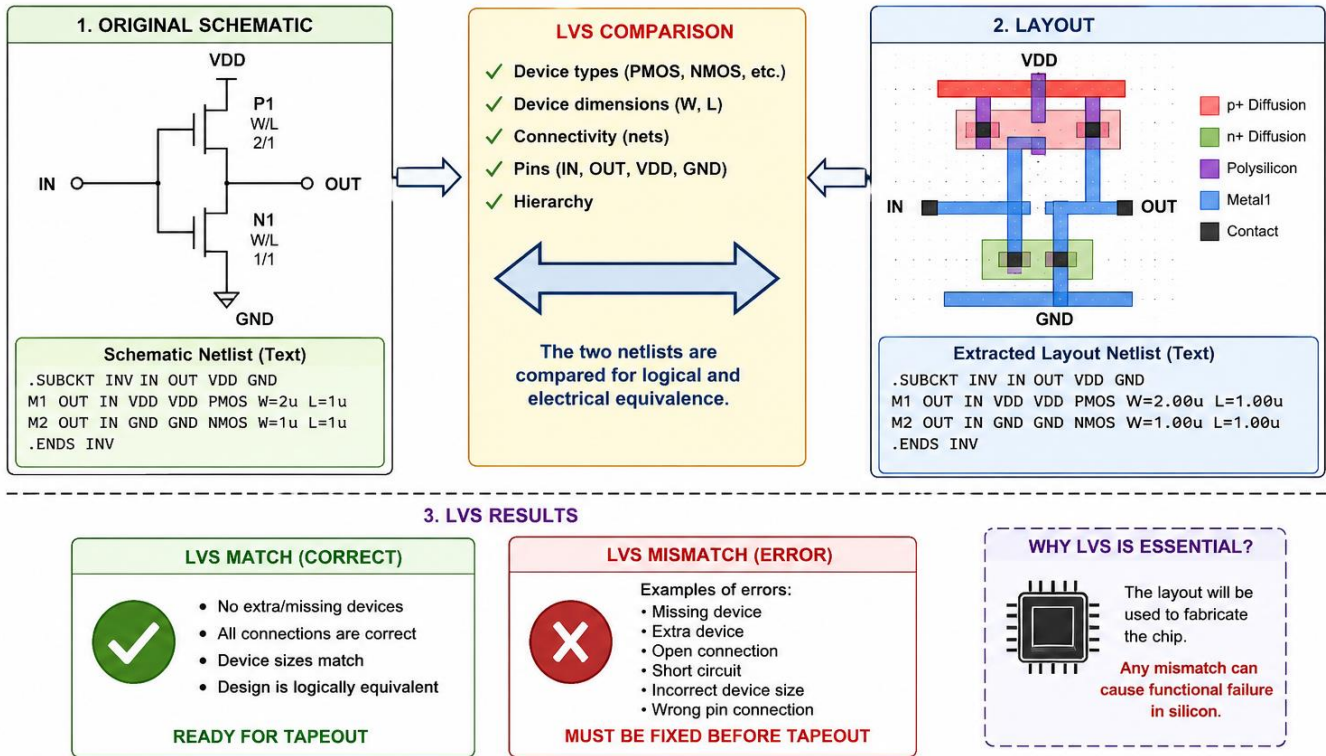 1. ORIGINAL SCHEMATIC
VDD
P1
W/L
2/1
IN
OUT
N1
W/L
1/1
GND
Schematic Netlist (Text)
.SUBCKT INV IN OUT VDD GND
M1 OUT IN VDD VDD PMOS W=2u L=1u
M2 OUT IN GND GND NMOS W=1u L=1u
.ENDS INV
LVS COMPARISON
✓ Device types (PMOS, NMOS, etc.)
✓ Device dimensions (W, L)
✓ Connectivity (nets)
✓ Pins (IN, OUT, VDD, GND)
✓ Hierarchy
The two netlists are
compared for logical and
electrical equivalence.
2. LAYOUT
VDD
IN
OUT
GND
p+ Diffusion
n+ Diffusion
Polysilicon
Metal1
Contact
Extracted Layout Netlist (Text)
.SUBCKT INV IN OUT VDD GND
M1 OUT IN VDD VDD PMOS W=2.00u L=1.00u
M2 OUT IN GND GND NMOS W=1.00u L=1.00u
.ENDS INV
3. LVS RESULTS
LVS MATCH (CORRECT)
• No extra/missing devices
• All connections are correct
• Device sizes match
• Design is logically equivalent
READY FOR TAPEOUT
LVS MISMATCH (ERROR)
Examples of errors:
• Missing device
• Extra device
• Open connection
• Short circuit
• Incorrect device size
• Wrong pin connection
MUST BE FIXED BEFORE TAPEOUT
WHY LVS IS ESSENTIAL?
The layout will be
used to fabricate
the chip.
Any mismatch can
cause functional failure
in silicon.